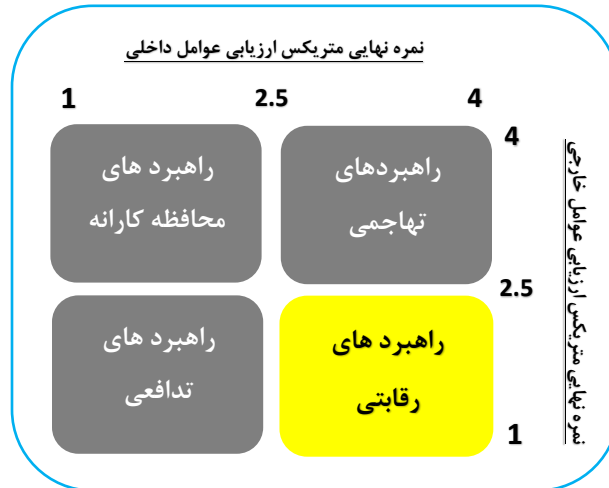 نمره نهایی متریکس ارزیابی عوامل داخلی
1 2.5 4
4
راهبردهای
تهاجمی
راهبرد های
محافظه کارانه
2.5
راهبرد های
رقابتی
راهبرد های
تدافعی
1
نمره نهایی متریکس ارزیابی عوامل خارجی